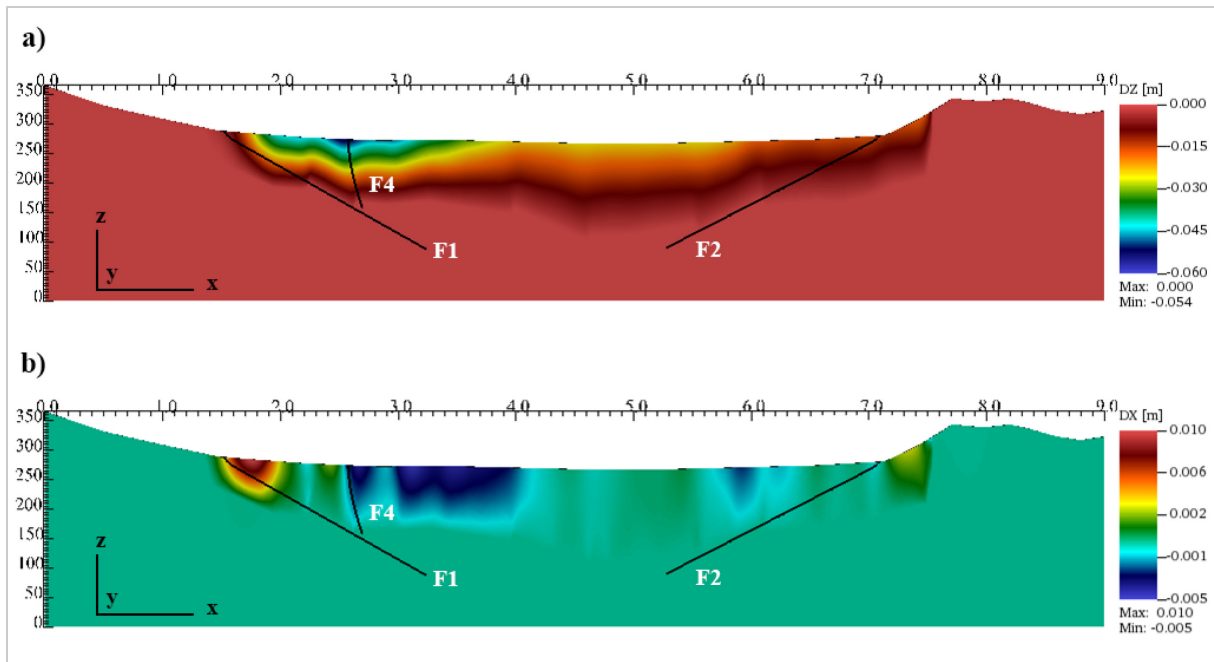 a)
0.0 1.0 2.0 3.0 4.0 5.0 6.0 7.0 8.0 9.0
DZ [m]
350
300
250
200
150
100
50
0
z
y
x
F4
F1
F2
0.000
-0.015
-0.030
-0.045
-0.060
Max: 0.000
Min: -0.054
b)
0.0 1.0 2.0 3.0 4.0 5.0 6.0 7.0 8.0 9.0
DX [m]
350
300
250
200
150
100
50
0
z
y
x
F4
F1
F2
0.010
0.006
0.002
-0.001
-0.005
Max: 0.010
Min: -0.005